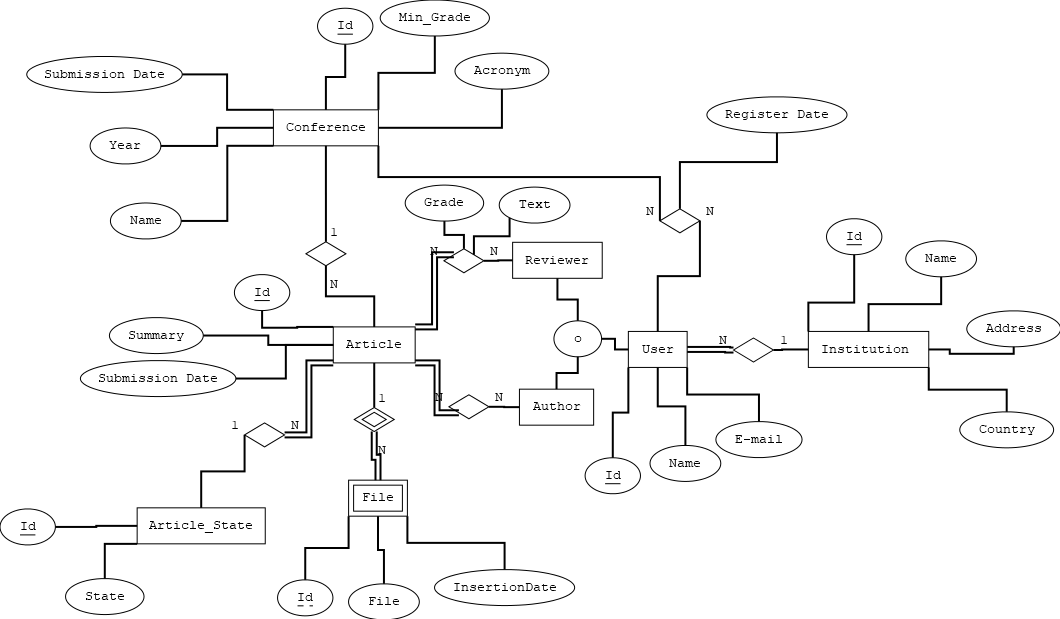 Id
Min_Grade
Submission Date
Acronym
Conference
Register Date
Year
Name
Grade
Text
N
N
1
N
N
Reviewer
Id
Name
N
Id
Summary
Article
o
User
N
1
Institution
Address
Submission Date
1
N
N
Author
1
N
N
E-mail
Country
Name
Id
File
Id
Article_State
State
Id
File
InsertionDate